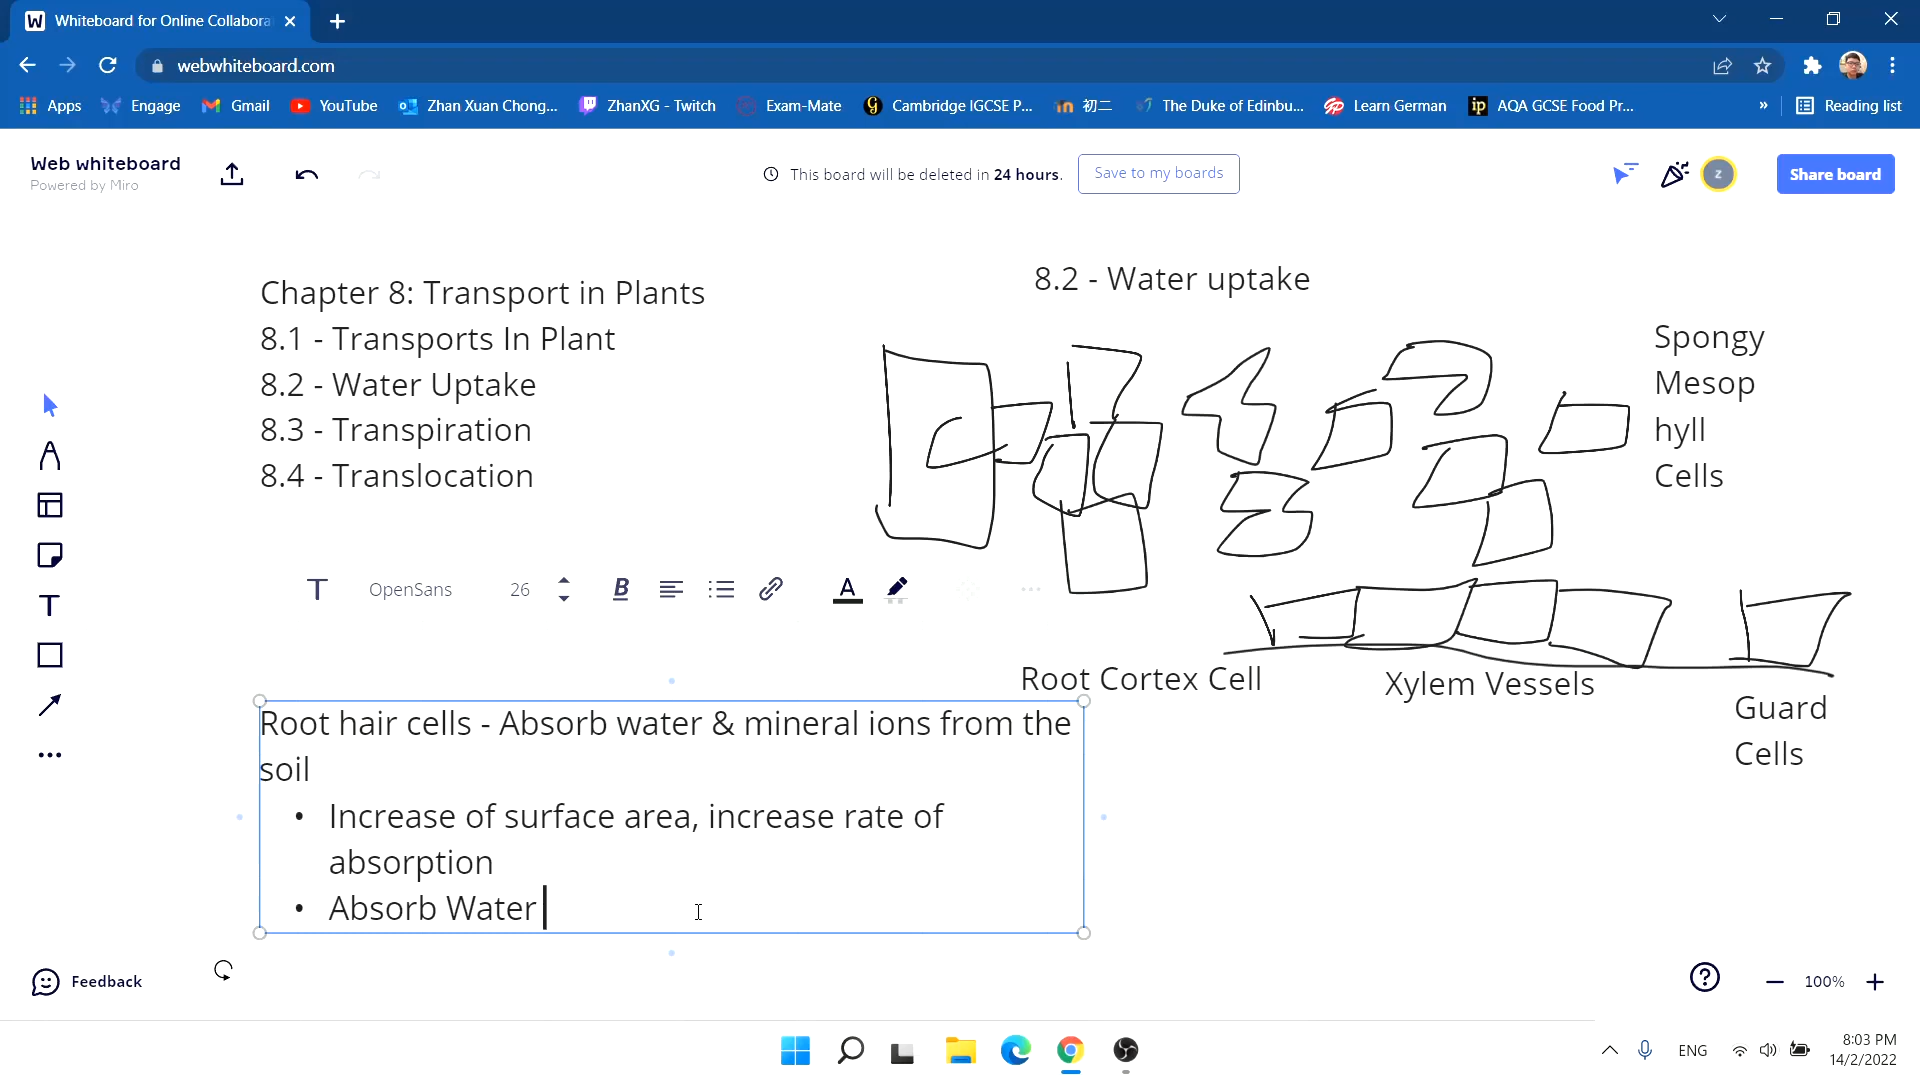 Whiteboard for Online Collabora
webwhiteboard.com
Apps
Engage
Gmail
YouTube
Zhan Xuan Chong...
ZhanXG - Twitch
Exam-Mate
Cambridge IGCSE P...
初二
The Duke of Edinbu...
Learn German
AQA GCSE Food Pr...
»
Reading list
Web whiteboard
Powered by Miro
This board will be deleted in 24 hours.
Save to my boards
Z
Share board
Chapter 8: Transport in Plants
8.1 - Transports In Plant
8.2 - Water Uptake
8.3 - Transpiration
8.4 - Translocation
8.2 - Water uptake
Spongy
Mesop
hyll
Cells
OpenSans
26
Root Cortex Cell
Xylem Vessels
Guard
Cells
Root hair cells - Absorb water & mineral ions from the
soil
• Increase of surface area, increase rate of
absorption
• Absorb Water
Feedback
100%
ENG
8:03 PM
14/2/2022